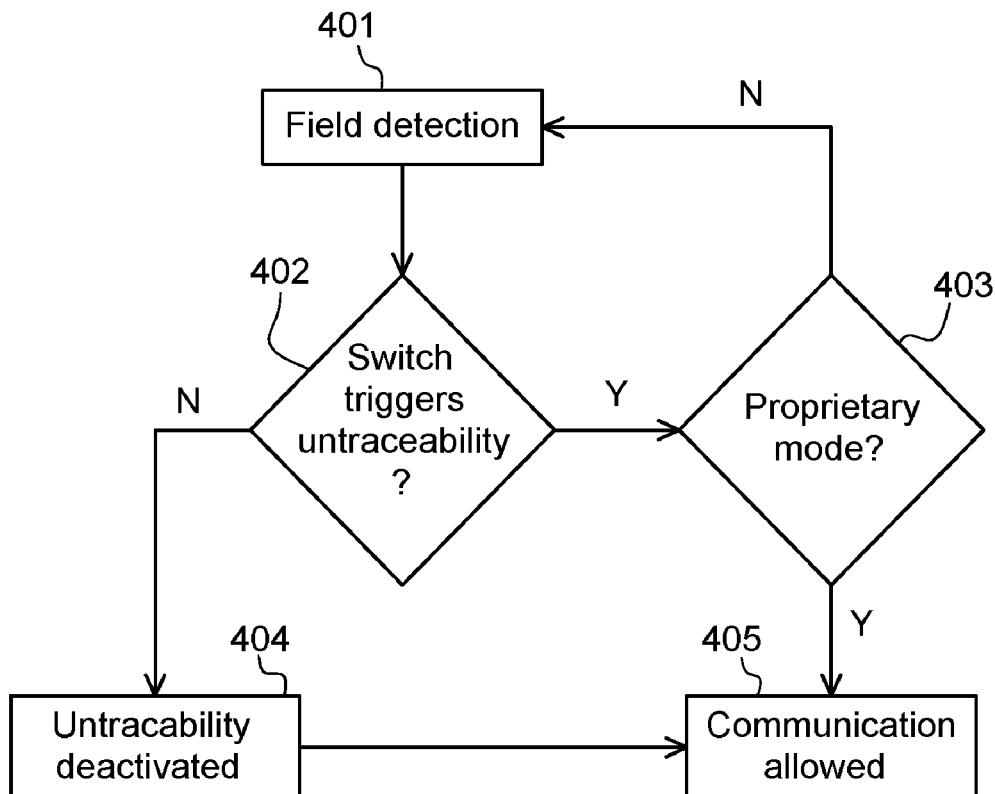 401
Field detection
N
402
Switch
triggers
untraceability
?
N
Y
403
Proprietary
mode?
Y
404
Untracability
deactivated
405
Communication
allowed